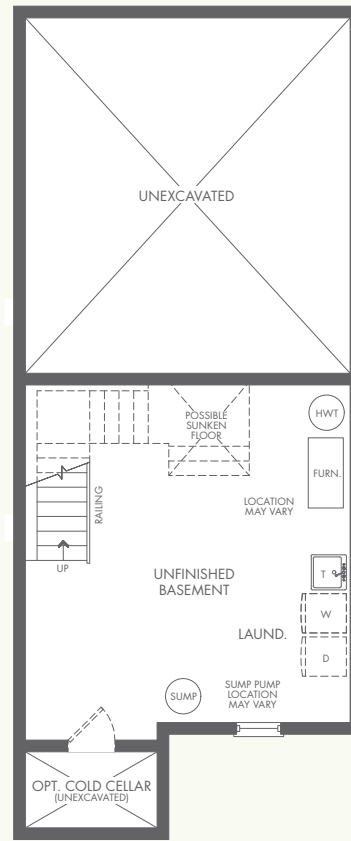 UNEXCAVATED
POSSIBLE
SUNKEN
FLOOR
HWT
FURN.
LOCATION
MAY VARY
RAILING
UP
UNFINISHED
BASEMENT
T
W
LAUND.
D
SUMP
SUMP PUMP
LOCATION
MAY VARY
OPT. COLD CELLAR
(UNEXCAVATED)